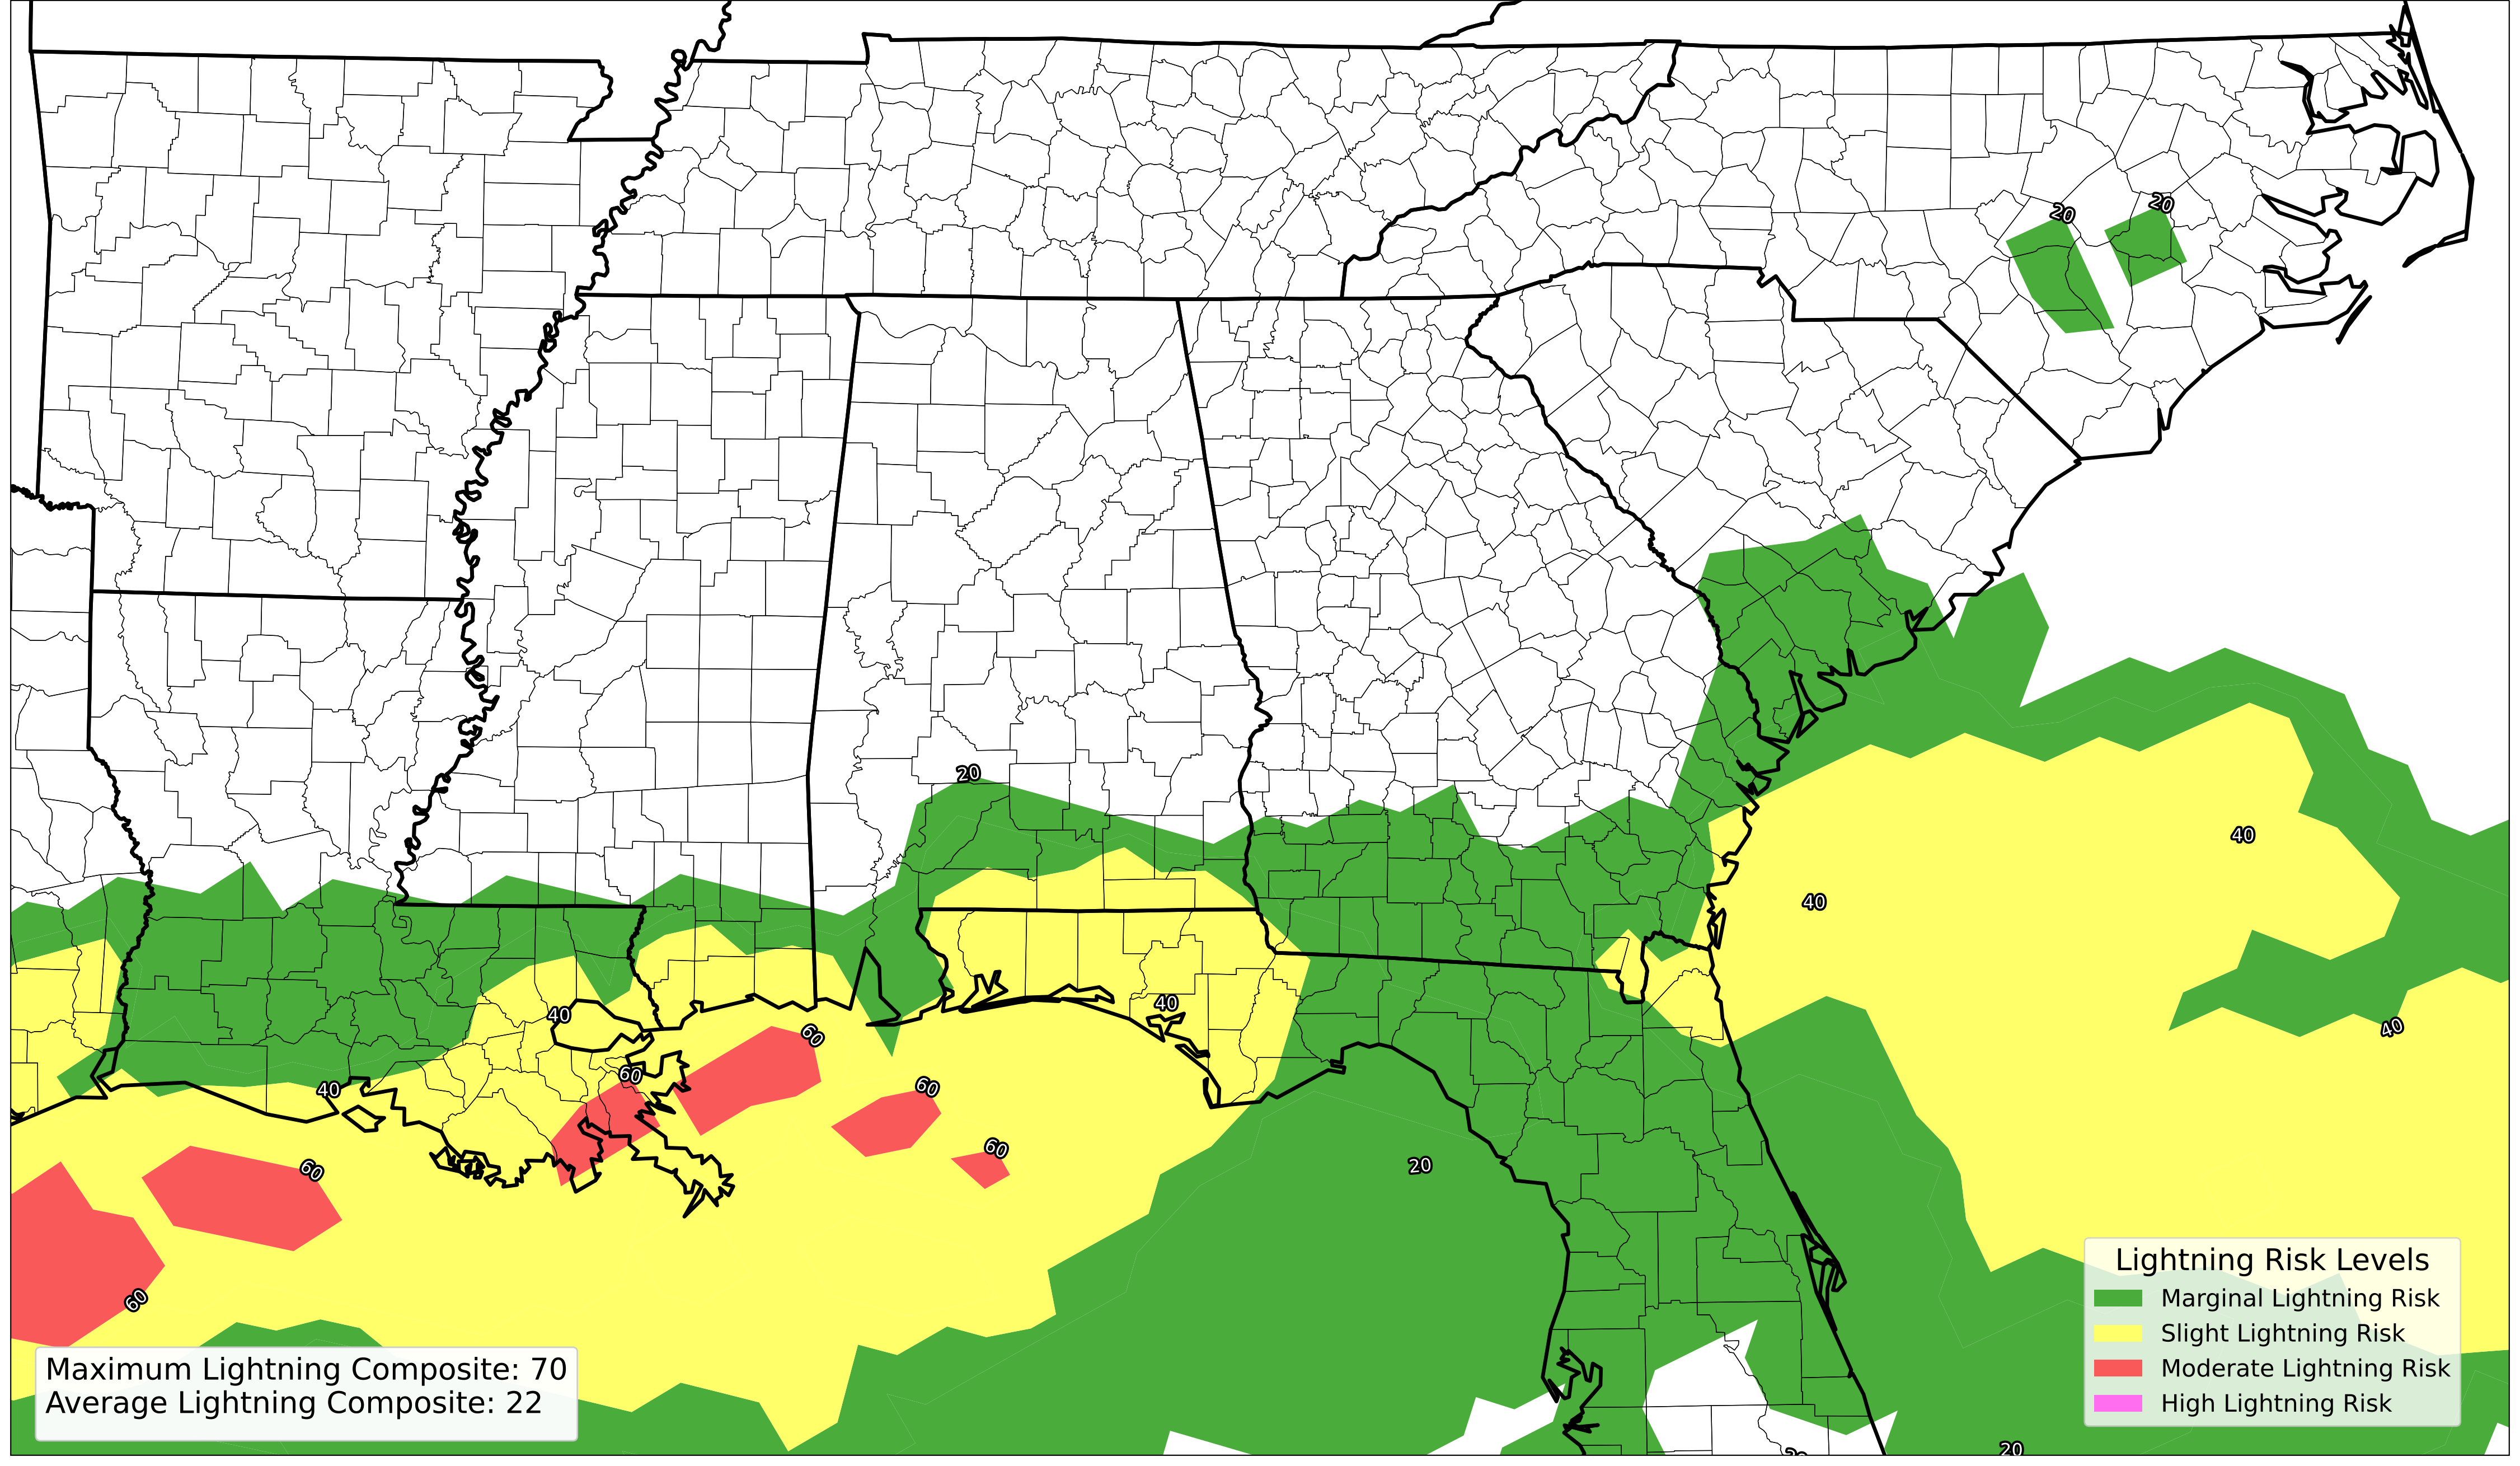 20
20
20
40
40
40
40
40
60
60
40
60
60
60
20
60
20
Lightning Risk Levels
Marginal Lightning Risk
Slight Lightning Risk
Moderate Lightning Risk
High Lightning Risk
Maximum Lightning Composite: 70
Average Lightning Composite: 22